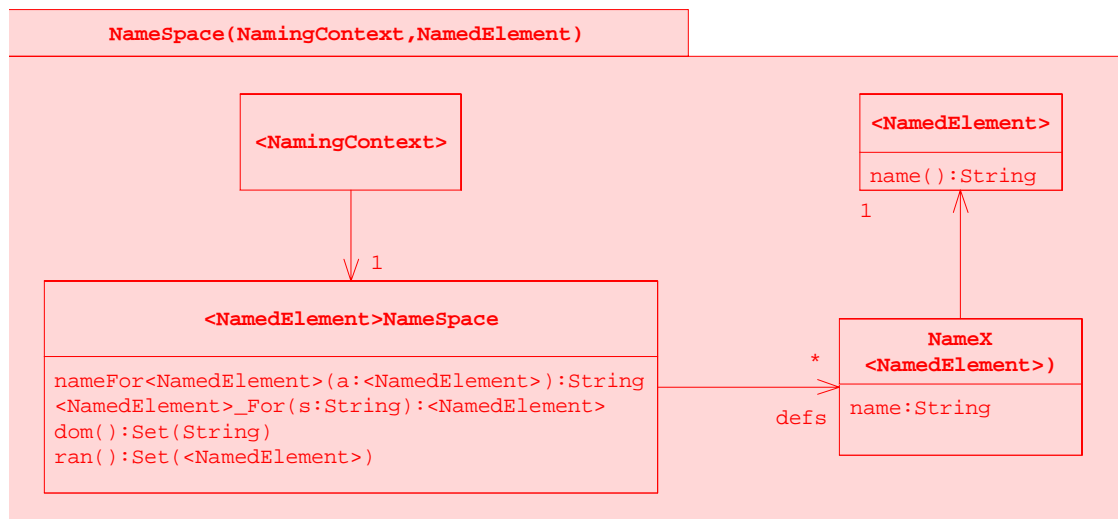 NameSpace(NamingContext,NamedElement)
<NamingContext>
<NamedElement>
name():String
1
1
<NamedElement>NameSpace
nameFor<NamedElement>(a:<NamedElement>):String
<NamedElement>_For(s:String):<NamedElement>
dom():Set(String)
ran():Set(<NamedElement>)
*
defs
NameX
<NamedElement>)
name:String